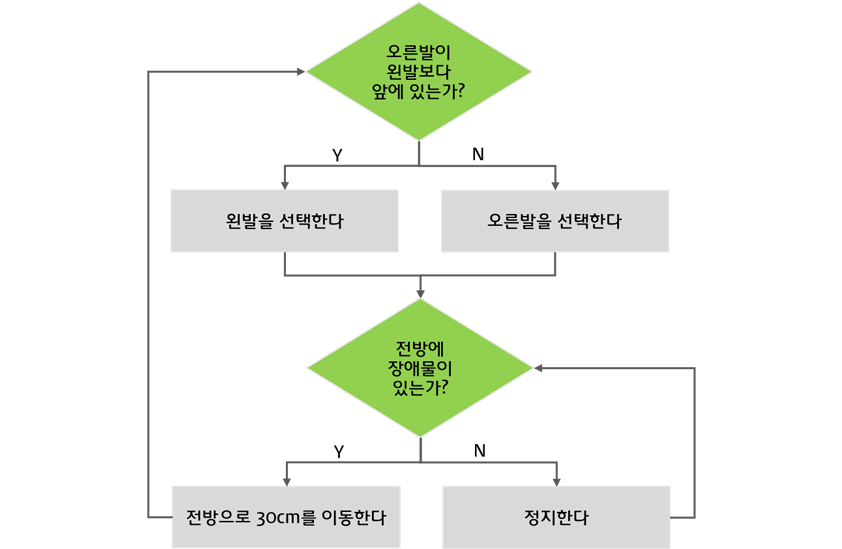 오른발이
왼발보다
앞에 있는가?
Y
N
왼발을 선택한다
오른발을 선택한다
전방에
장애물이
있는가?
Y
N
전방으로 30cm를 이동한다
정지한다